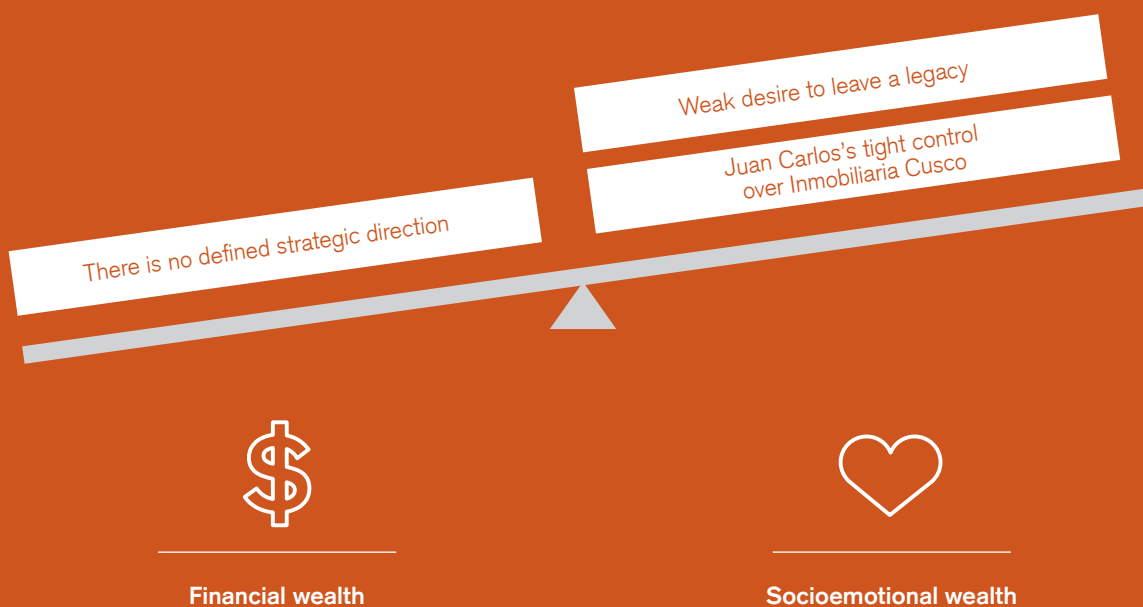 Weak desire to leave a legacy
Juan Carlos's tight control
over Inmobiliaria Cusco
There is no defined strategic direction
Financial wealth
Socioemotional wealth